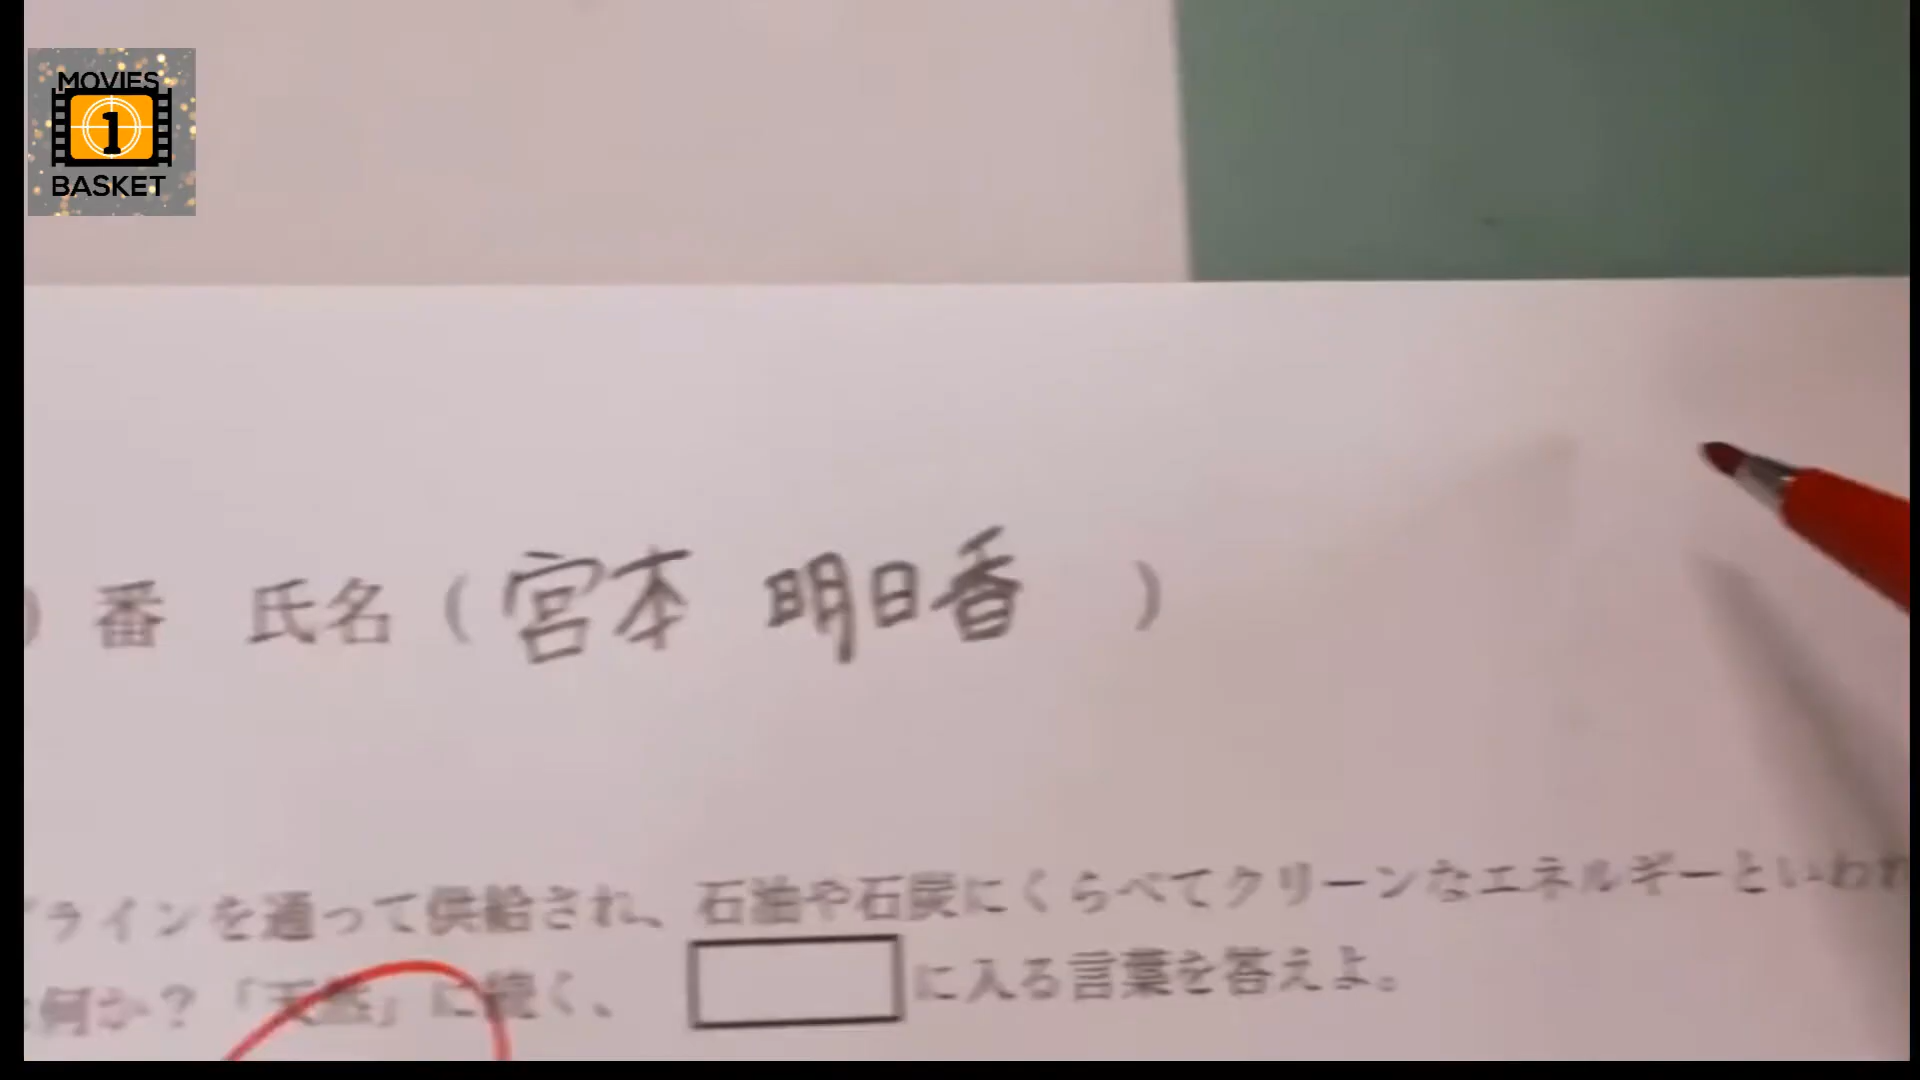 MOVIES
1
BASKET
）番 氏名（宮本 明日香 ）
ラインを通って供給され、石油や石炭にくらべてクリーンなエネルギーといわれ
何か？「天然」に続く、 に入る言葉を答えよ。